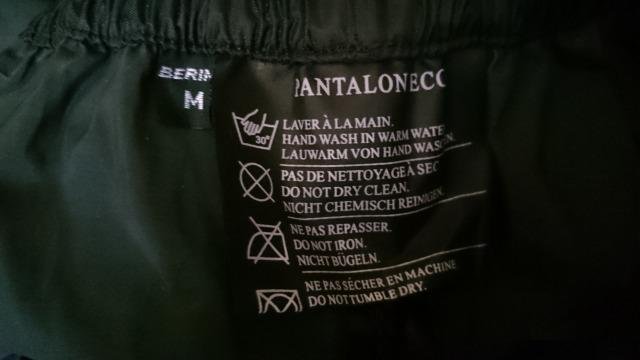 BERIN
M
PANTALONECO
30°
LAVER À LA MAIN.
HAND WASH IN WARM WATE
LAUWARM VON HAND WASCHEN.
PAS DE NETTOYAGE À SEC
DO NOT DRY CLEAN.
NICHT CHEMISCH REINIGEN.
NE PAS REPASSER.
DO NOT IRON.
NICHT BÜGELN.
NE PAS SÉCHER EN MACHINE
DO NOT TUMBLE DRY.